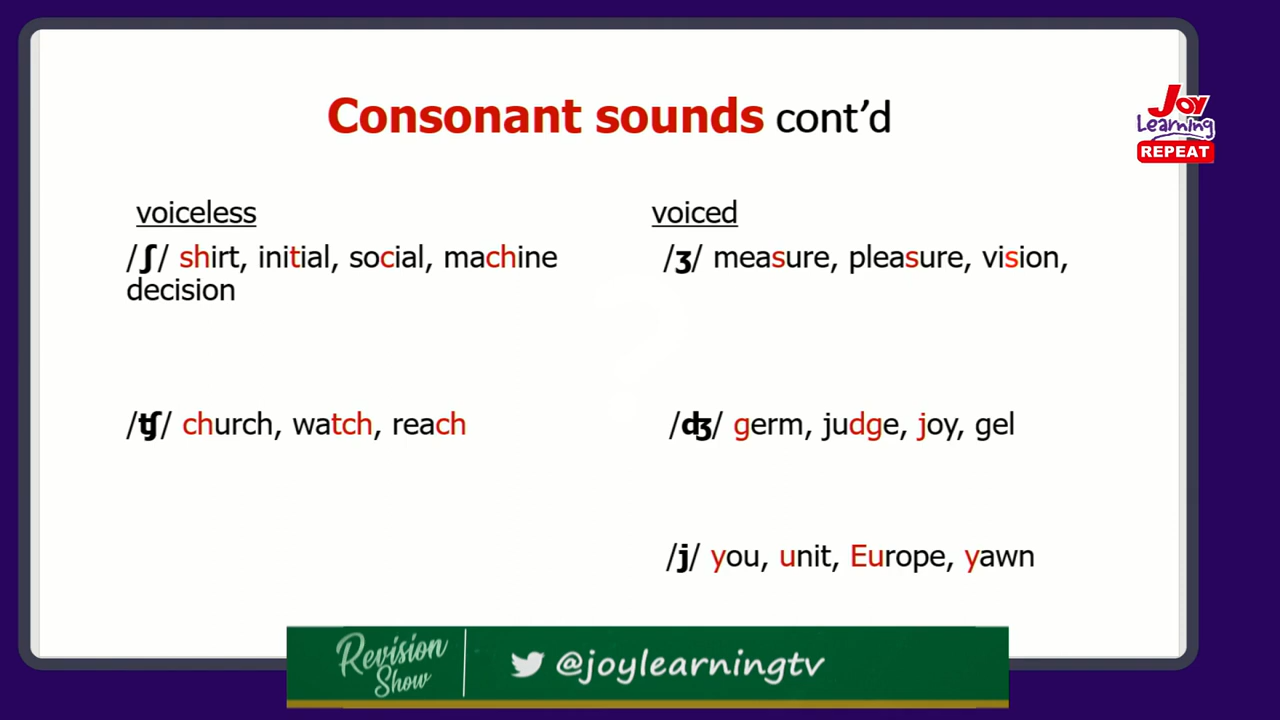 Consonant sounds cont’d
Joy
Learning
REPEAT
voiceless
voiced
/ʃ/ shirt, initial, social, machine
/ʒ/ measure, pleasure, vision,
decision
/ʧ/ church, watch, reach
/ʤ/ germ, judge, joy, gel
/j/ you, unit, Europe, yawn
Revision
Show
@joylearningtv